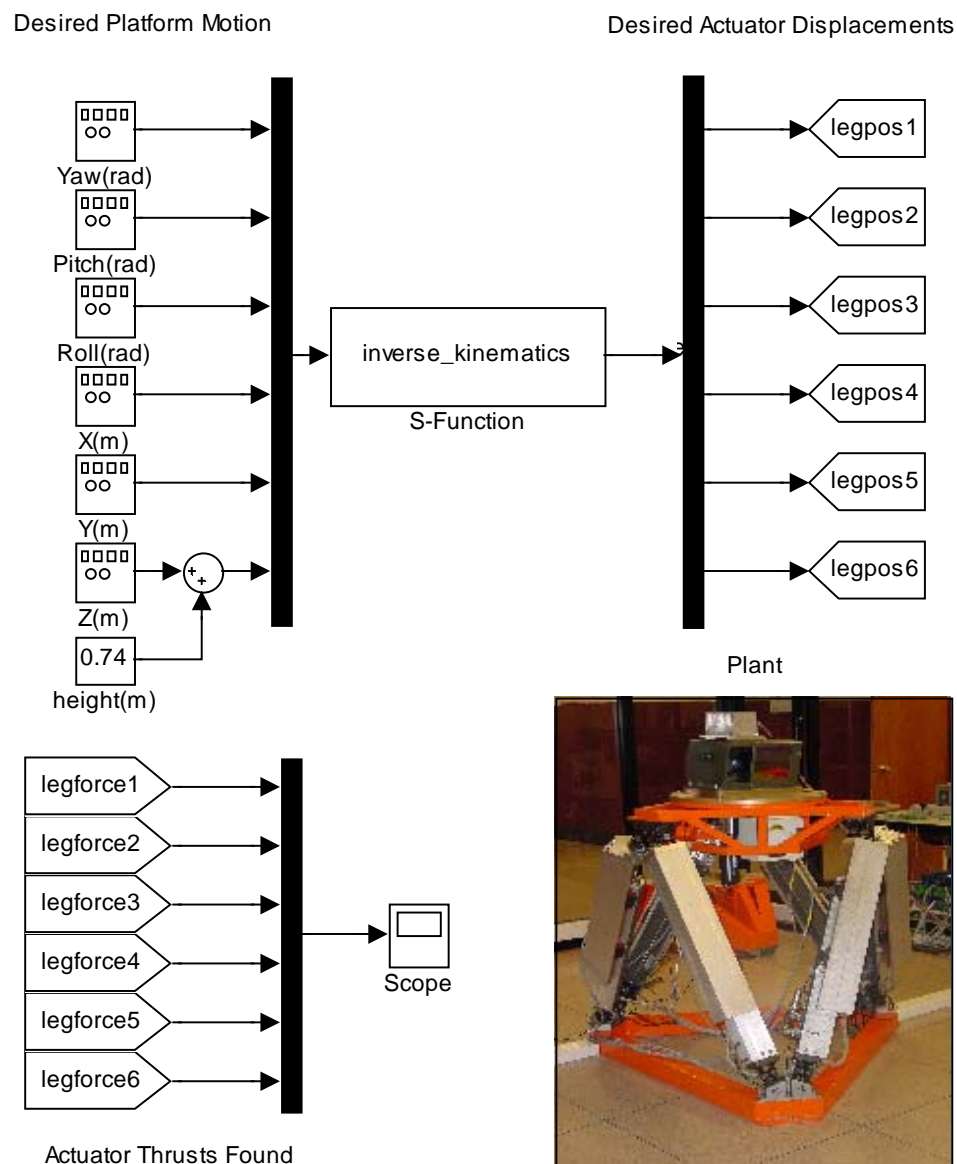 Desired Platform Motion
Desired Actuator Displacements
Yaw(rad)
Pitch(rad)
Roll(rad)
X(m)
Y(m)
Z(m)
0.74
height(m)
inverse_kinematics
S-Function
legpos1
legpos2
legpos3
legpos4
legpos5
legpos6
Plant
legforce1
legforce2
legforce3
legforce4
legforce5
legforce6
Scope
Actuator Thrusts Found